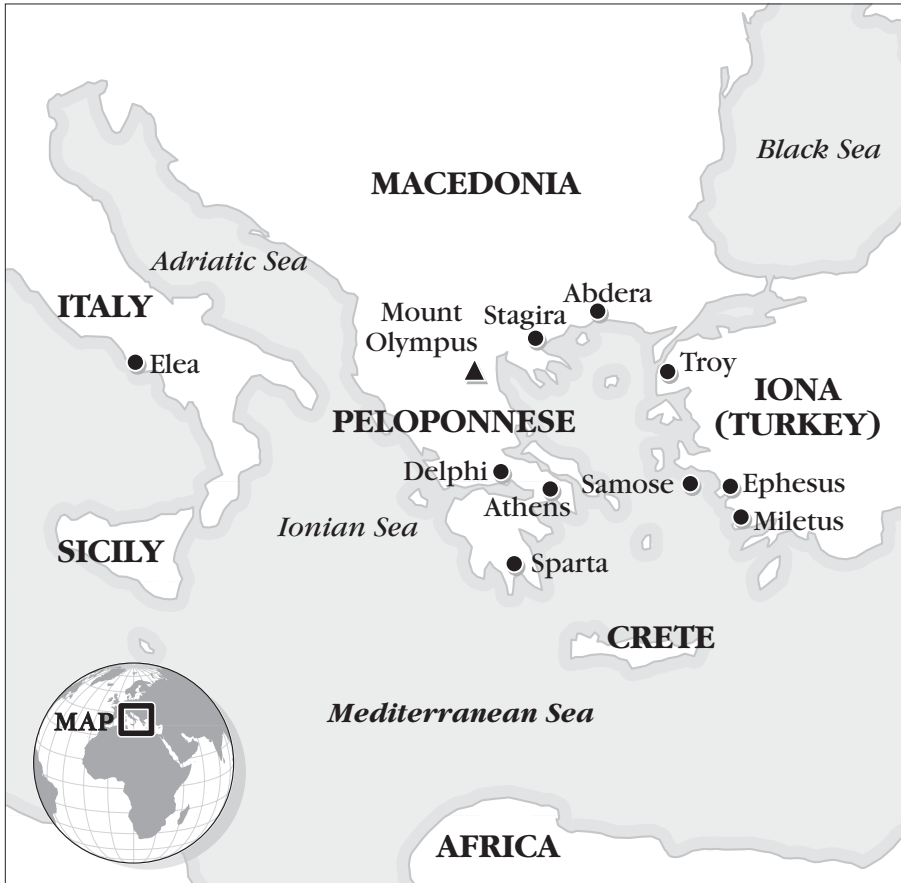 Black Sea
MACEDONIA
Adriatic Sea
ITALY
Abdera
Mount
Olympus
Stagira
Elea
Troy
IONA
(TURKEY)
PELOPONNESE
Delphi
Athens
Samose
Ephesus
Miletus
Ionian Sea
SICILY
Sparta
CRETE
MAP
Mediterranean Sea
AFRICA